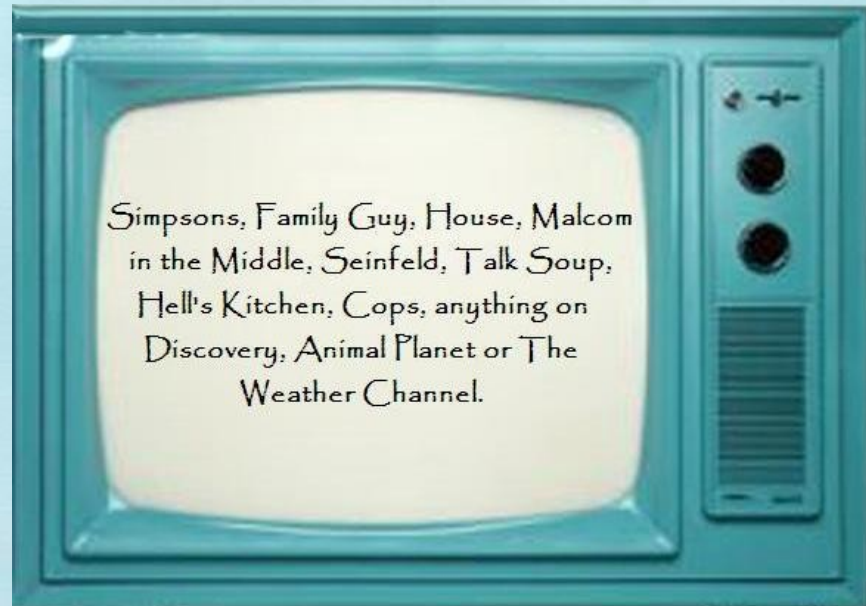 Simpsons, Family Guy, House, Malcom
in the Middle, Seinfeld, Talk Soup,
Hell's Kitchen, Cops, anything on
Discovery, Animal Planet or The
Weather Channel.